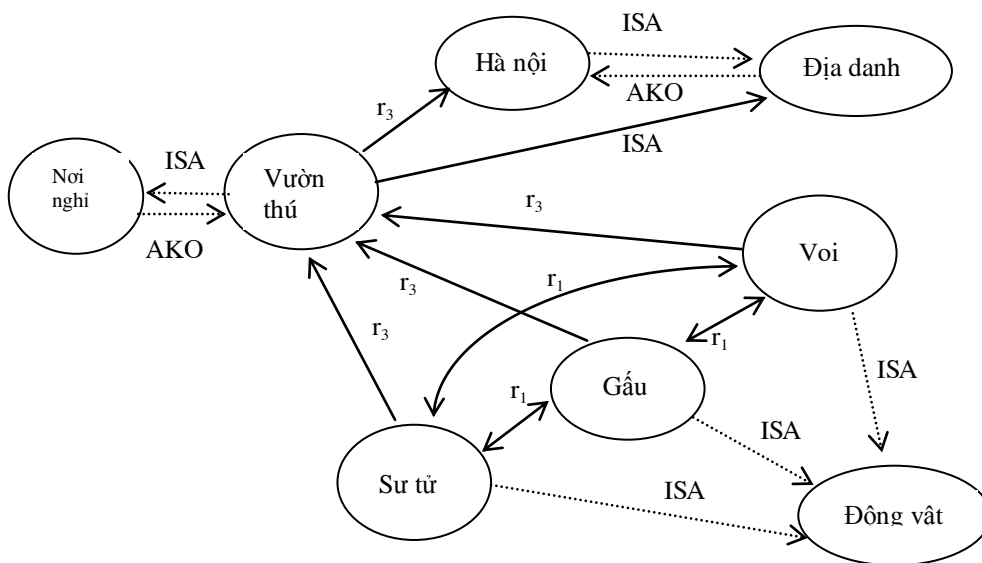 ISA
Hà nội
Địa danh
AKO
r3
ISA
ISA
Nơi
nghỉ
Vườn
thú
r3
AKO
Voi
r1
r3
r3
r1
ISA
Gấu
r1
ISA
Sư tử
ISA
Động vật